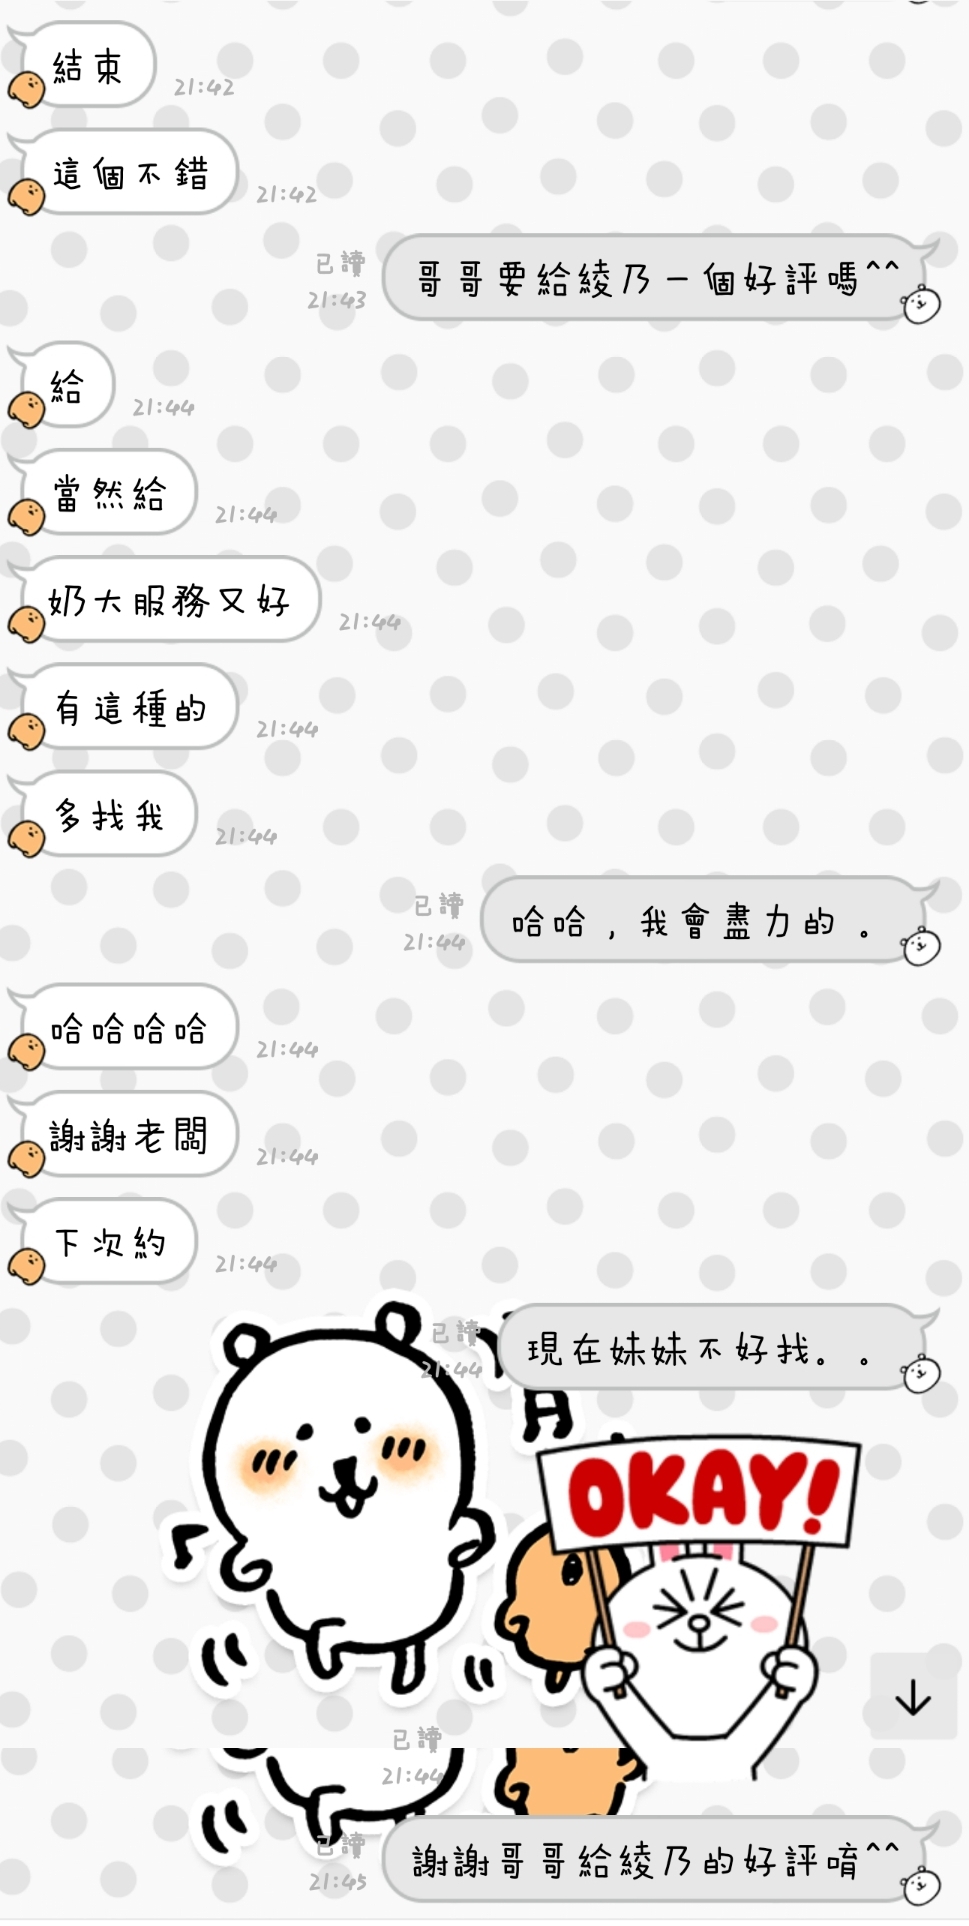 結束
21:42
這個不錯
21:42
已讀
21:43
哥哥要給綾乃一個好評嗎^^
給
21:44
當然給
21:44
奶大服務又好
21:44
有這種的
21:44
多找我
21:44
已讀
21:44
哈哈，我會盡力的。
哈哈哈哈
21:44
謝謝老闆
21:44
下次約
21:44
已讀
21:44
現在妹妹不好找。。
OKAY!
已讀
21:44
已讀
21:45
謝謝哥哥給綾乃的好評唷^^